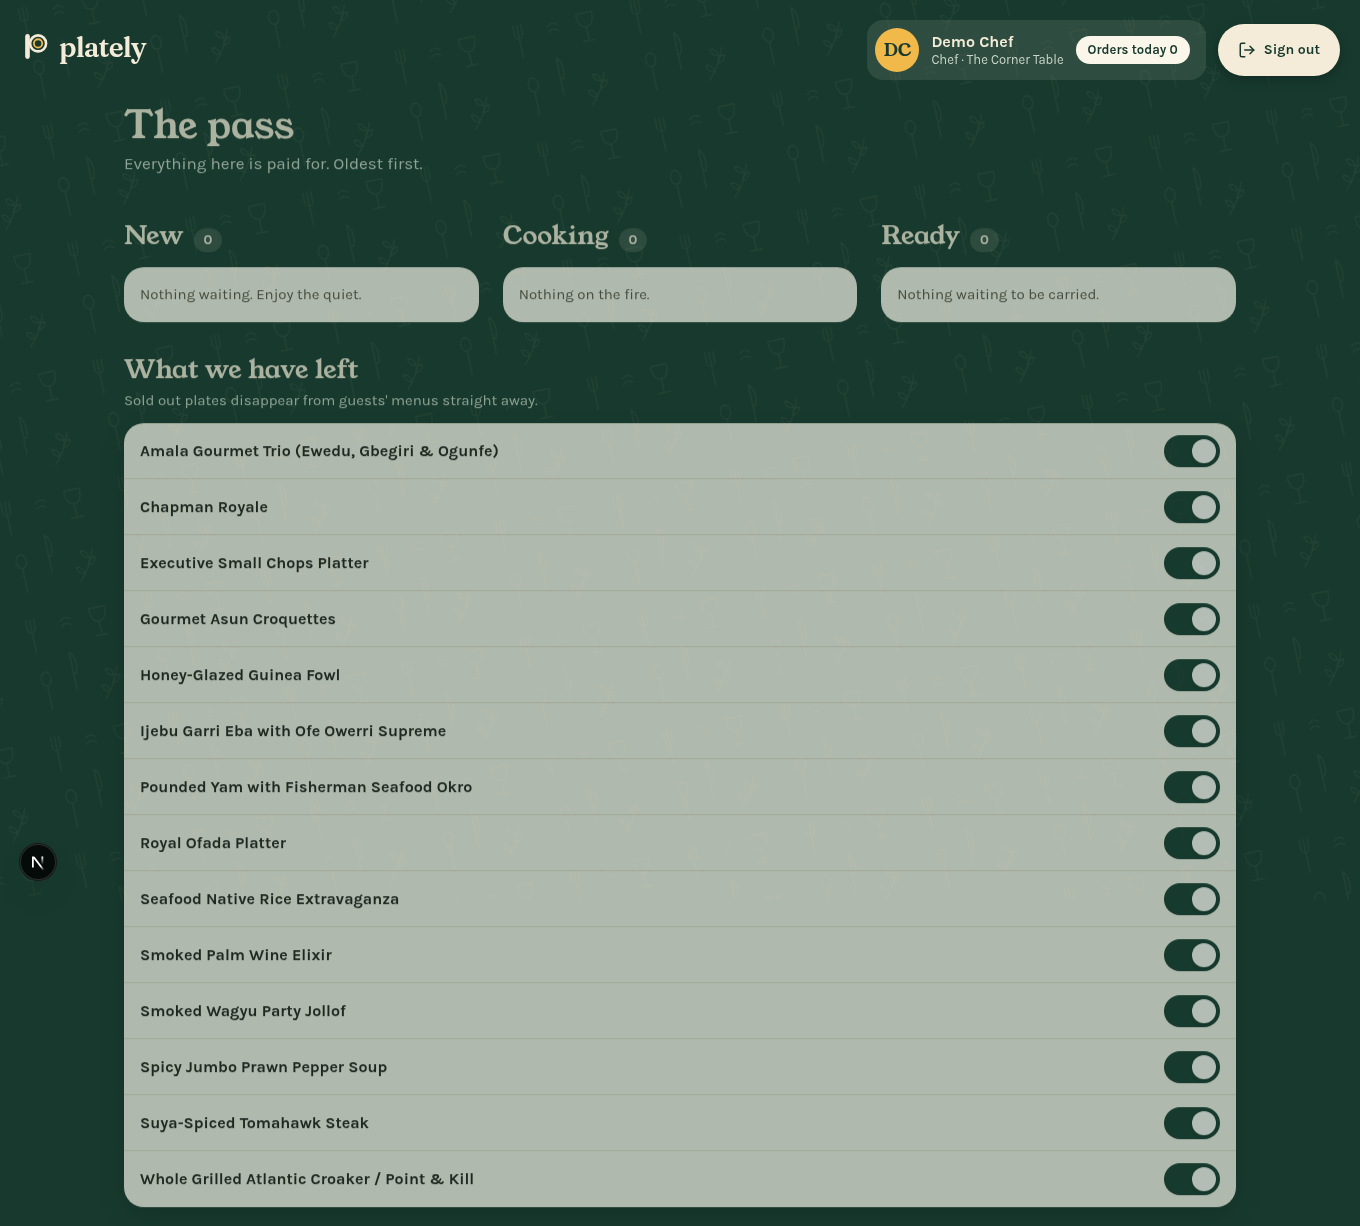 plately
DC
Demo Chef
Chef · The Corner Table
Orders today 0
Sign out
The pass
Everything here is paid for. Oldest first.
New 0
Cooking 0
Ready 0
Nothing waiting. Enjoy the quiet.
Nothing on the fire.
Nothing waiting to be carried.
What we have left
Sold out plates disappear from guests' menus straight away.
Amala Gourmet Trio (Ewedu, Gbegiri & Ogunfe)
Chapman Royale
Executive Small Chops Platter
Gourmet Asun Croquettes
Honey-Glazed Guinea Fowl
Ijebu Garri Eba with Ofe Owerri Supreme
Pounded Yam with Fisherman Seafood Okro
Royal Ofada Platter
N
Seafood Native Rice Extravaganza
Smoked Palm Wine Elixir
Smoked Wagyu Party Jollof
Spicy Jumbo Prawn Pepper Soup
Suya-Spiced Tomahawk Steak
Whole Grilled Atlantic Croaker / Point & Kill